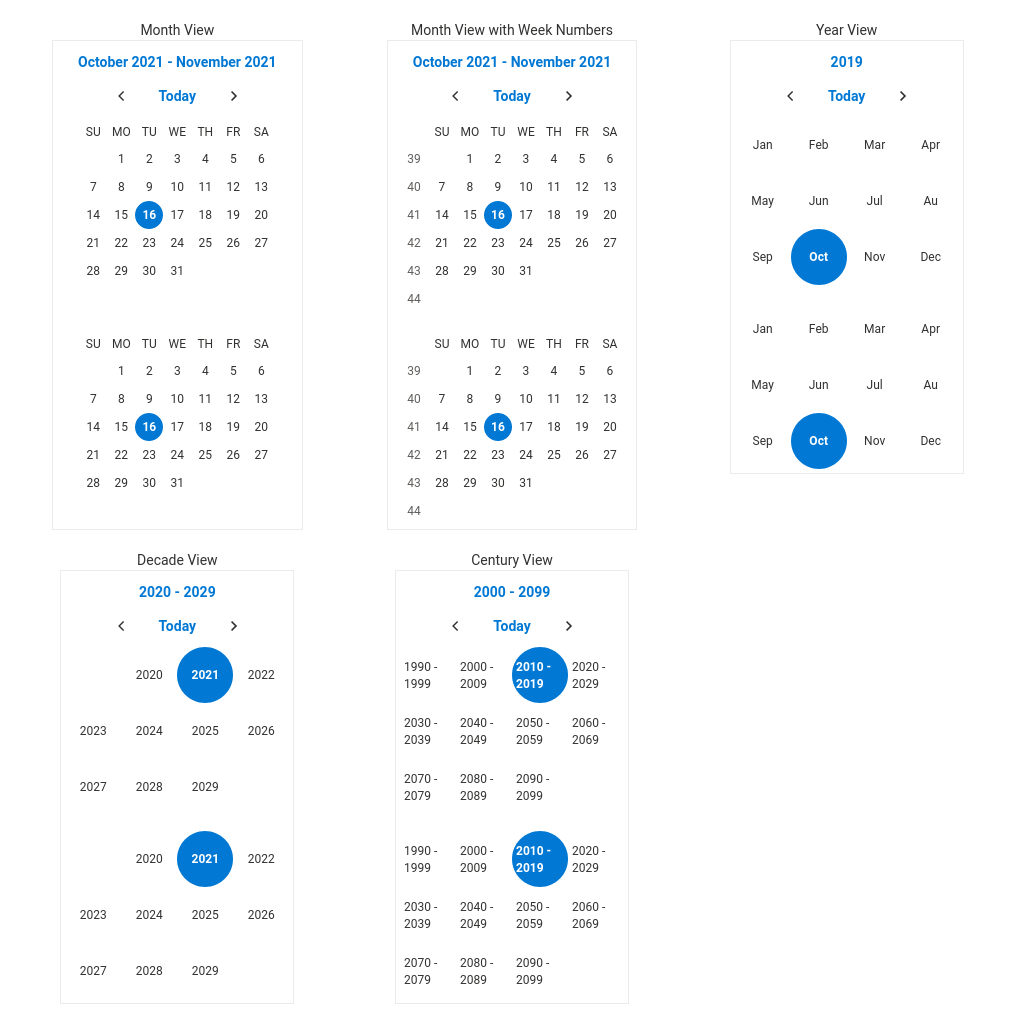 Month View
October 2021 - November 2021
Today
SU MO TU WE TH FR SA
1 2 3 4 5 6
7 8 9 10 11 12 13
14 15 16 17 18 19 20
21 22 23 24 25 26 27
28 29 30 31
SU MO TU WE TH FR SA
1 2 3 4 5 6
7 8 9 10 11 12 13
14 15 16 17 18 19 20
21 22 23 24 25 26 27
28 29 30 31
Month View with Week Numbers
October 2021 - November 2021
Today
SU MO TU WE TH FR SA
39 1 2 3 4 5 6
40 7 8 9 10 11 12 13
41 14 15 16 17 18 19 20
42 21 22 23 24 25 26 27
43 28 29 30 31
44
SU MO TU WE TH FR SA
39 1 2 3 4 5 6
40 7 8 9 10 11 12 13
41 14 15 16 17 18 19 20
42 21 22 23 24 25 26 27
43 28 29 30 31
44
Year View
2019
Today
Jan Feb Mar Apr
May Jun Jul Au
Sep Oct Nov Dec
Jan Feb Mar Apr
May Jun Jul Au
Sep Oct Nov Dec
Decade View
2020 - 2029
Today
2020 2021 2022
2023 2024 2025 2026
2027 2028 2029
2020 2021 2022
2023 2024 2025 2026
2027 2028 2029
Century View
2000 - 2099
Today
1990 - 2000 - 2010 - 2020 -
1999 2009 2019 2029
2030 - 2040 - 2050 - 2060 -
2039 2049 2059 2069
2070 - 2080 - 2090 -
2079 2089 2099
1990 - 2000 - 2010 - 2020 -
1999 2009 2019 2029
2030 - 2040 - 2050 - 2060 -
2039 2049 2059 2069
2070 - 2080 - 2090 -
2079 2089 2099